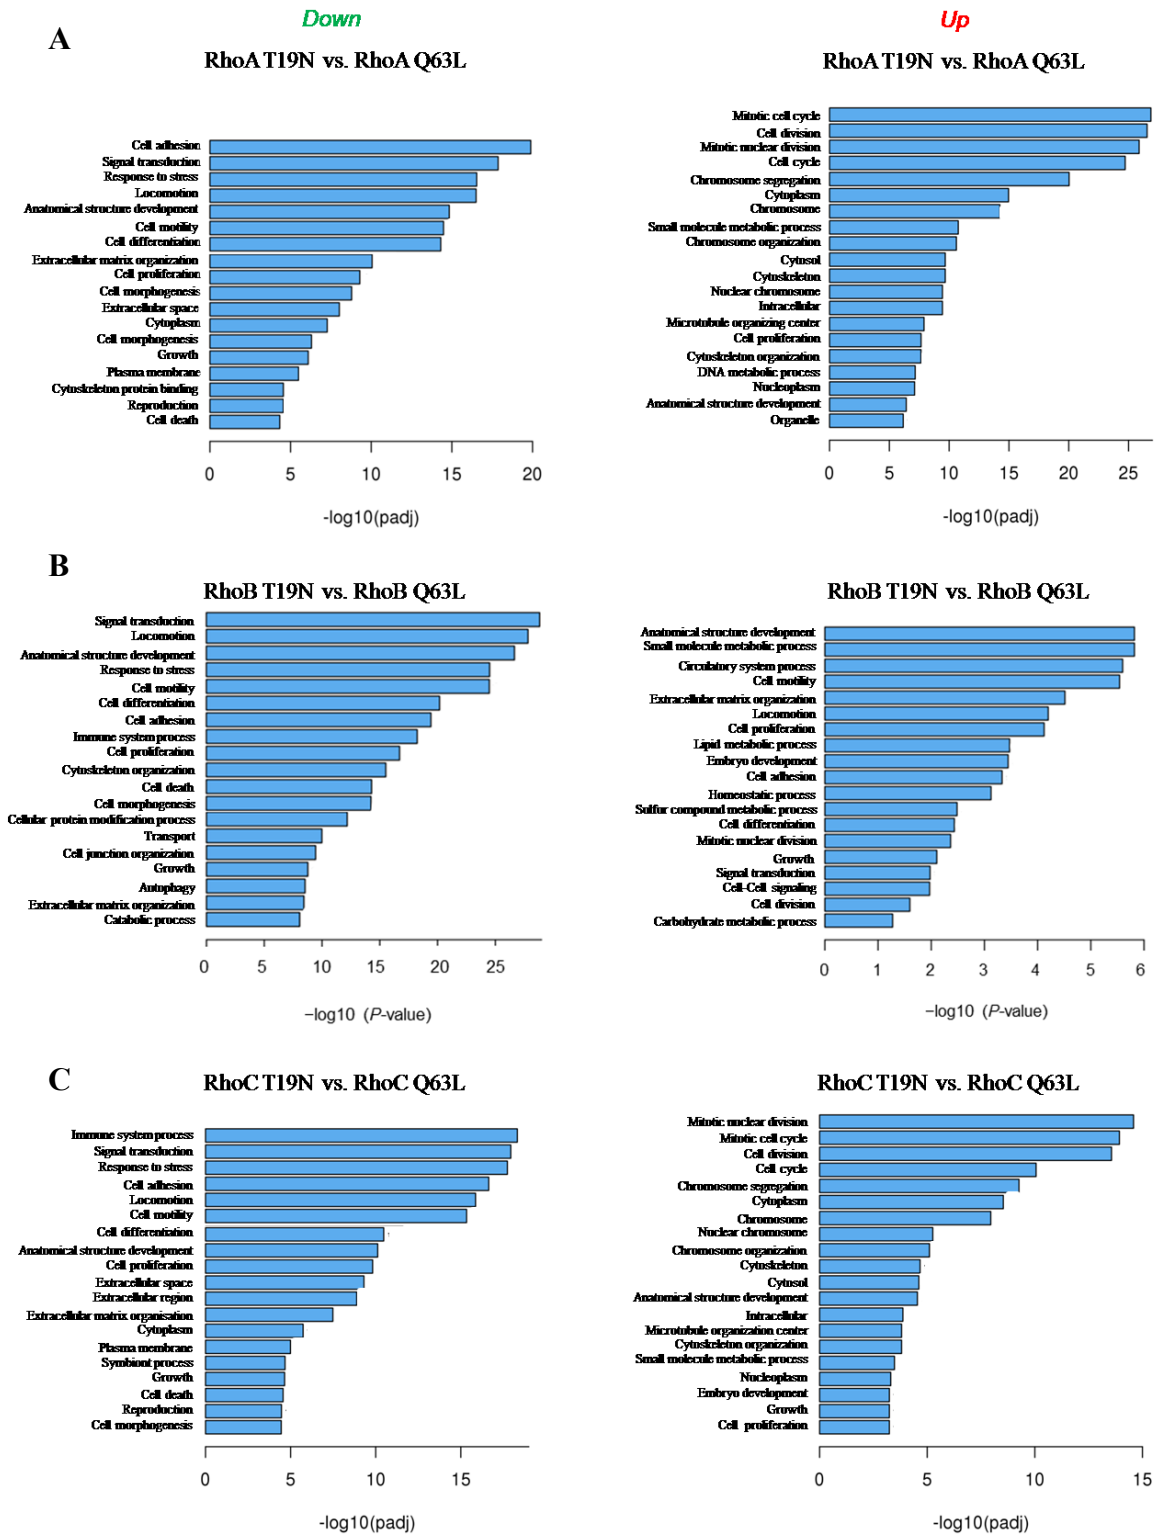 Down
Up
A
RhoA T19N vs. RhoA Q63L
Cell adhesion
Signal transduction
Response to stress
Locomotion
Anatomical structure development
Cell motility
Cell differentiation
Extracellular matrix organization
Cell proliferation
Cell morphogenesis
Extracellular space
Cytoplasm
Cell morphogenesis
Growth
Plasma membrane
Cytoskeleton protein binding
Reproduction
Cell death
0 5 10 15 20
-log10(padj)
RhoA T19N vs. RhoA Q63L
Mitotic cell cycle
Cell division
Mitotic nuclear division
Cell cycle
Chromosome segregation
Cytoplasm
Chromosome
Small molecule metabolic process
Chromosome organization
Cytosol
Cytoskeleton
Nuclear chromosome
Intracellular
Microtubule organizing center
Cell proliferation
Cytoskeleton organization
DNA metabolic process
Nucleoplasm
Anatomical structure development
Organelle
0 5 10 15 20 25
-log10(padj)
B
RhoB T19N vs. RhoB Q63L
Signal transduction
Locomotion
Anatomical structure development
Response to stress
Cell motility
Cell differentiation
Cell adhesion
Immune system process
Cell proliferation
Cytoskeleton organization
Cell death
Cell morphogenesis
Cellular protein modification process
Transport
Cell junction organization
Growth
Autophagy
Extracellular matrix organization
Catabolic process
0 5 10 15 20 25
−log10 (P-value)
RhoB T19N vs. RhoB Q63L
Anatomical structure development
Small molecule metabolic process
Circulatory system process
Cell motility
Extracellular matrix organization
Locomotion
Cell proliferation
Lipid metabolic process
Embryo development
Cell adhesion
Homeostatic process
Sulfur compound metabolic process
Cell differentiation
Mitotic nuclear division
Growth
Signal transduction
Cell-Cell signaling
Cell division
Carbohydrate metabolic process
0 1 2 3 4 5 6
−log10 (P-value)
C
RhoC T19N vs. RhoC Q63L
Immune system process
Signal transduction
Response to stress
Cell adhesion
Locomotion
Cell motility
Cell differentiation
Anatomical structure development
Cell proliferation
Extracellular space
Extracellular region
Extracellular matrix organisation
Cytoplasm
Plasma membrane
Symbiont process
Growth
Cell death
Reproduction
Cell morphogenesis
0 5 10 15
-log10(padj)
RhoC T19N vs. RhoC Q63L
Mitotic nuclear division
Mitotic cell cycle
Cell division
Cell cycle
Chromosome segregation
Cytoplasm
Chromosome
Nuclear chromosome
Chromosome organization
Cytoskeleton
Cytosol
Anatomical structure development
Intracellular
Microtubule organization center
Cytoskeleton organization
Small molecule metabolic process
Nucleoplasm
Embryo development
Growth
Cell proliferation
0 5 10 15
-log10(padj)